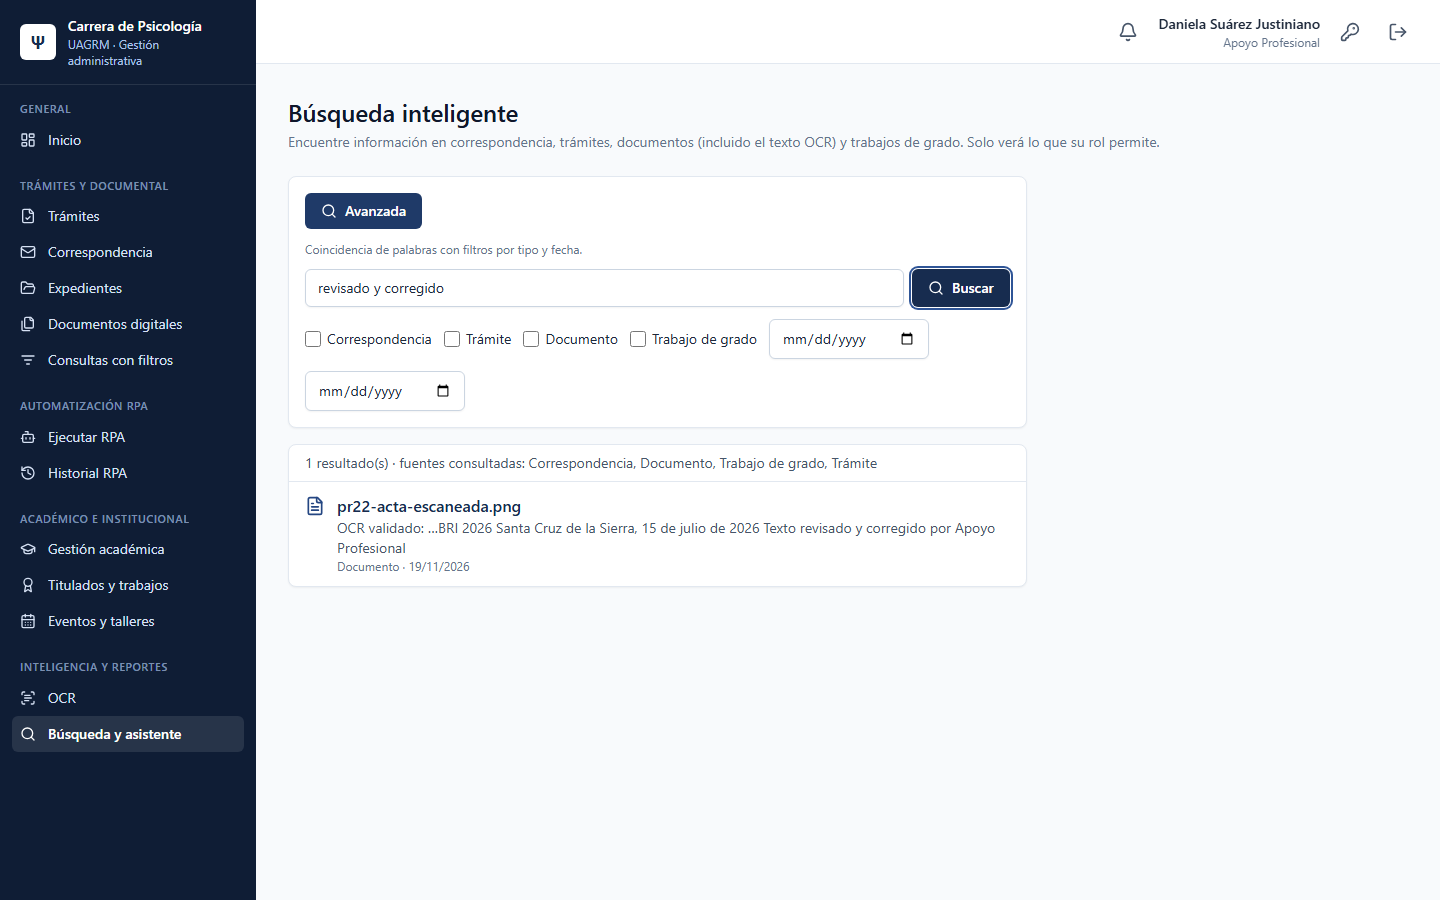 Ψ
Carrera de Psicología
UAGRM · Gestión
administrativa
GENERAL
Inicio
TRÁMITES Y DOCUMENTAL
Trámites
Correspondencia
Expedientes
Documentos digitales
Consultas con filtros
AUTOMATIZACIÓN RPA
Ejecutar RPA
Historial RPA
ACADÉMICO E INSTITUCIONAL
Gestión académica
Titulados y trabajos
Eventos y talleres
INTELIGENCIA Y REPORTES
OCR
Búsqueda y asistente
Daniela Suárez Justiniano
Apoyo Profesional
Búsqueda inteligente
Encuentre información en correspondencia, trámites, documentos (incluido el texto OCR) y trabajos de grado. Solo verá lo que su rol permite.
Avanzada
Coincidencia de palabras con filtros por tipo y fecha.
revisado y corregido
Buscar
Correspondencia Trámite Documento Trabajo de grado mm/dd/yyyy
mm/dd/yyyy
1 resultado(s) · fuentes consultadas: Correspondencia, Documento, Trabajo de grado, Trámite
pr22-acta-escaneada.png
OCR validado: …BRI 2026 Santa Cruz de la Sierra, 15 de julio de 2026 Texto revisado y corregido por Apoyo
Profesional
Documento · 19/11/2026